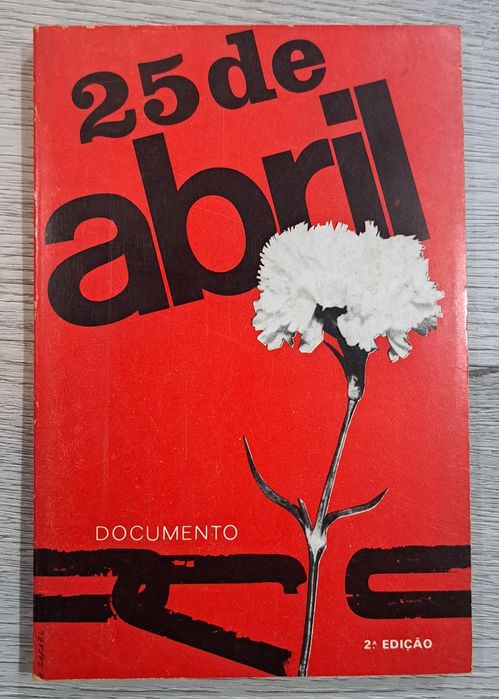 25 de
abril
DOCUMENTO
2ª EDIÇÃO